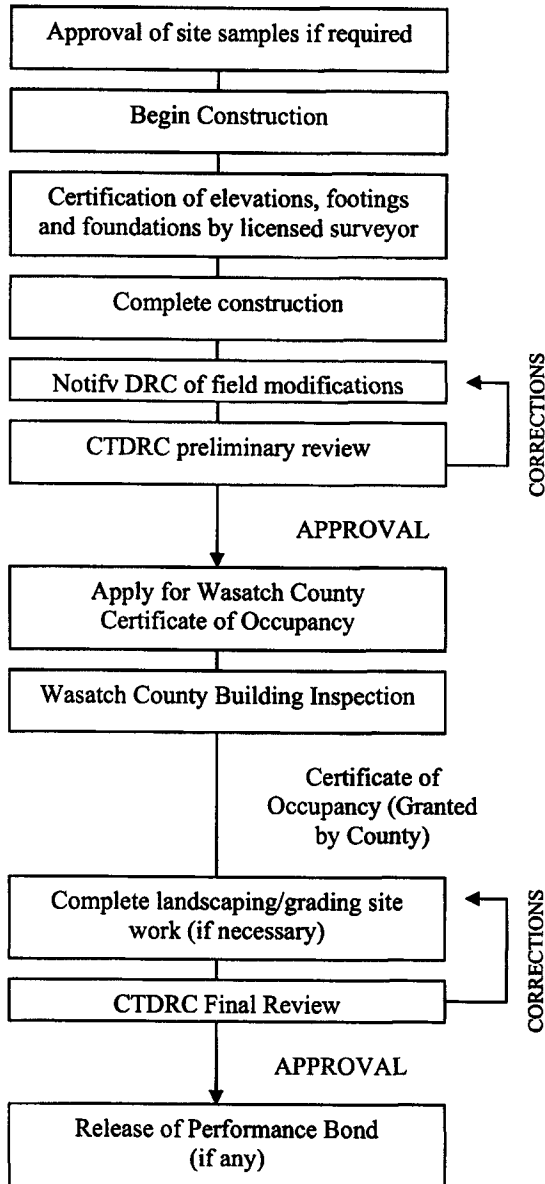 Approval of site samples if required
Begin Construction
Certification of elevations, footings
and foundations by licensed surveyor
Complete construction
Notify DRC of field modifications
CORRECTIONS
CTDRC preliminary review
APPROVAL
Apply for Wasatch County
Certificate of Occupancy
Wasatch County Building Inspection
Certificate of
Occupancy (Granted
by County)
Complete landscaping/grading site
work (if necessary)
CORRECTIONS
CTDRC Final Review
APPROVAL
Release of Performance Bond
(if any)